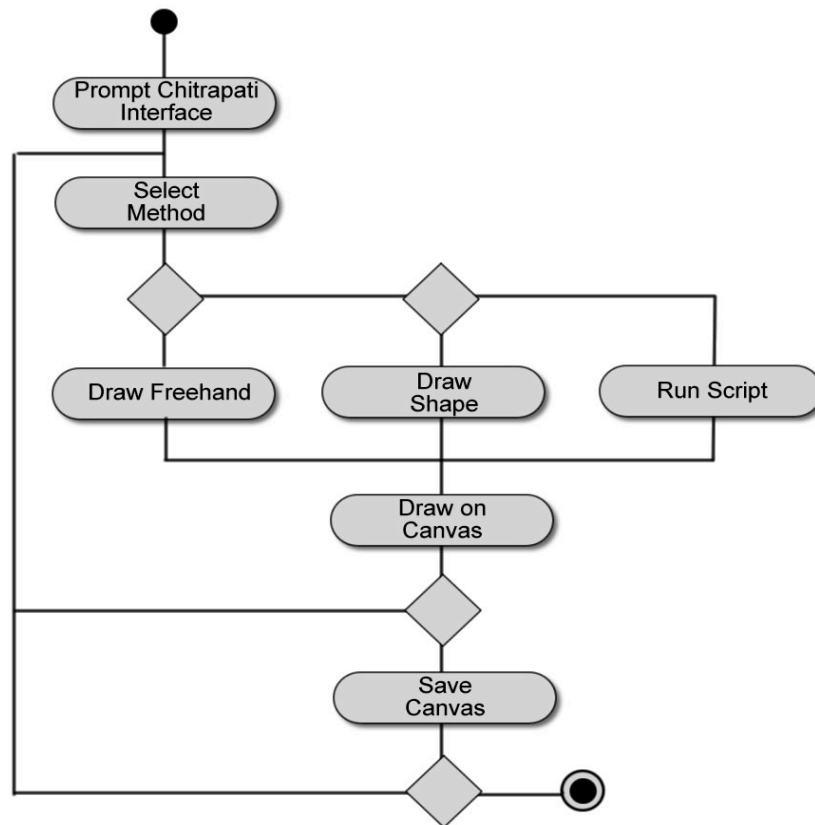 Prompt Chitrapati
Interface
Select
Method
Draw Freehand
Draw
Shape
Run Script
Draw on
Canvas
Save
Canvas